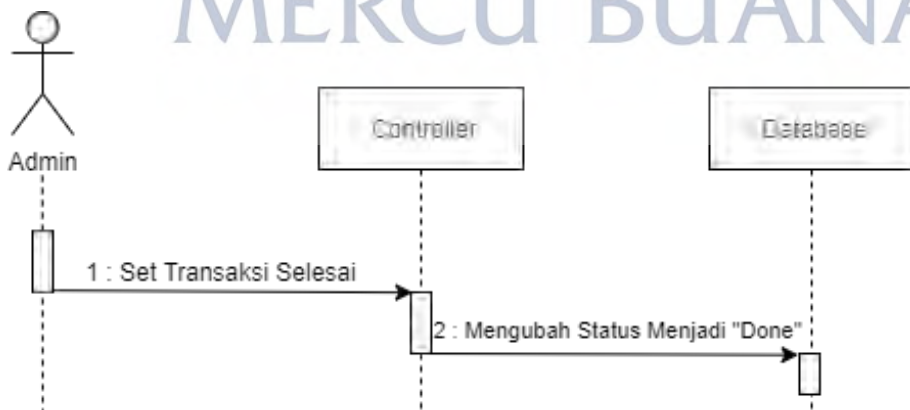 MERCU BUANA
Controller
Database
Admin
1 : Set Transaksi Selesai
2 : Mengubah Status Menjadi "Done"